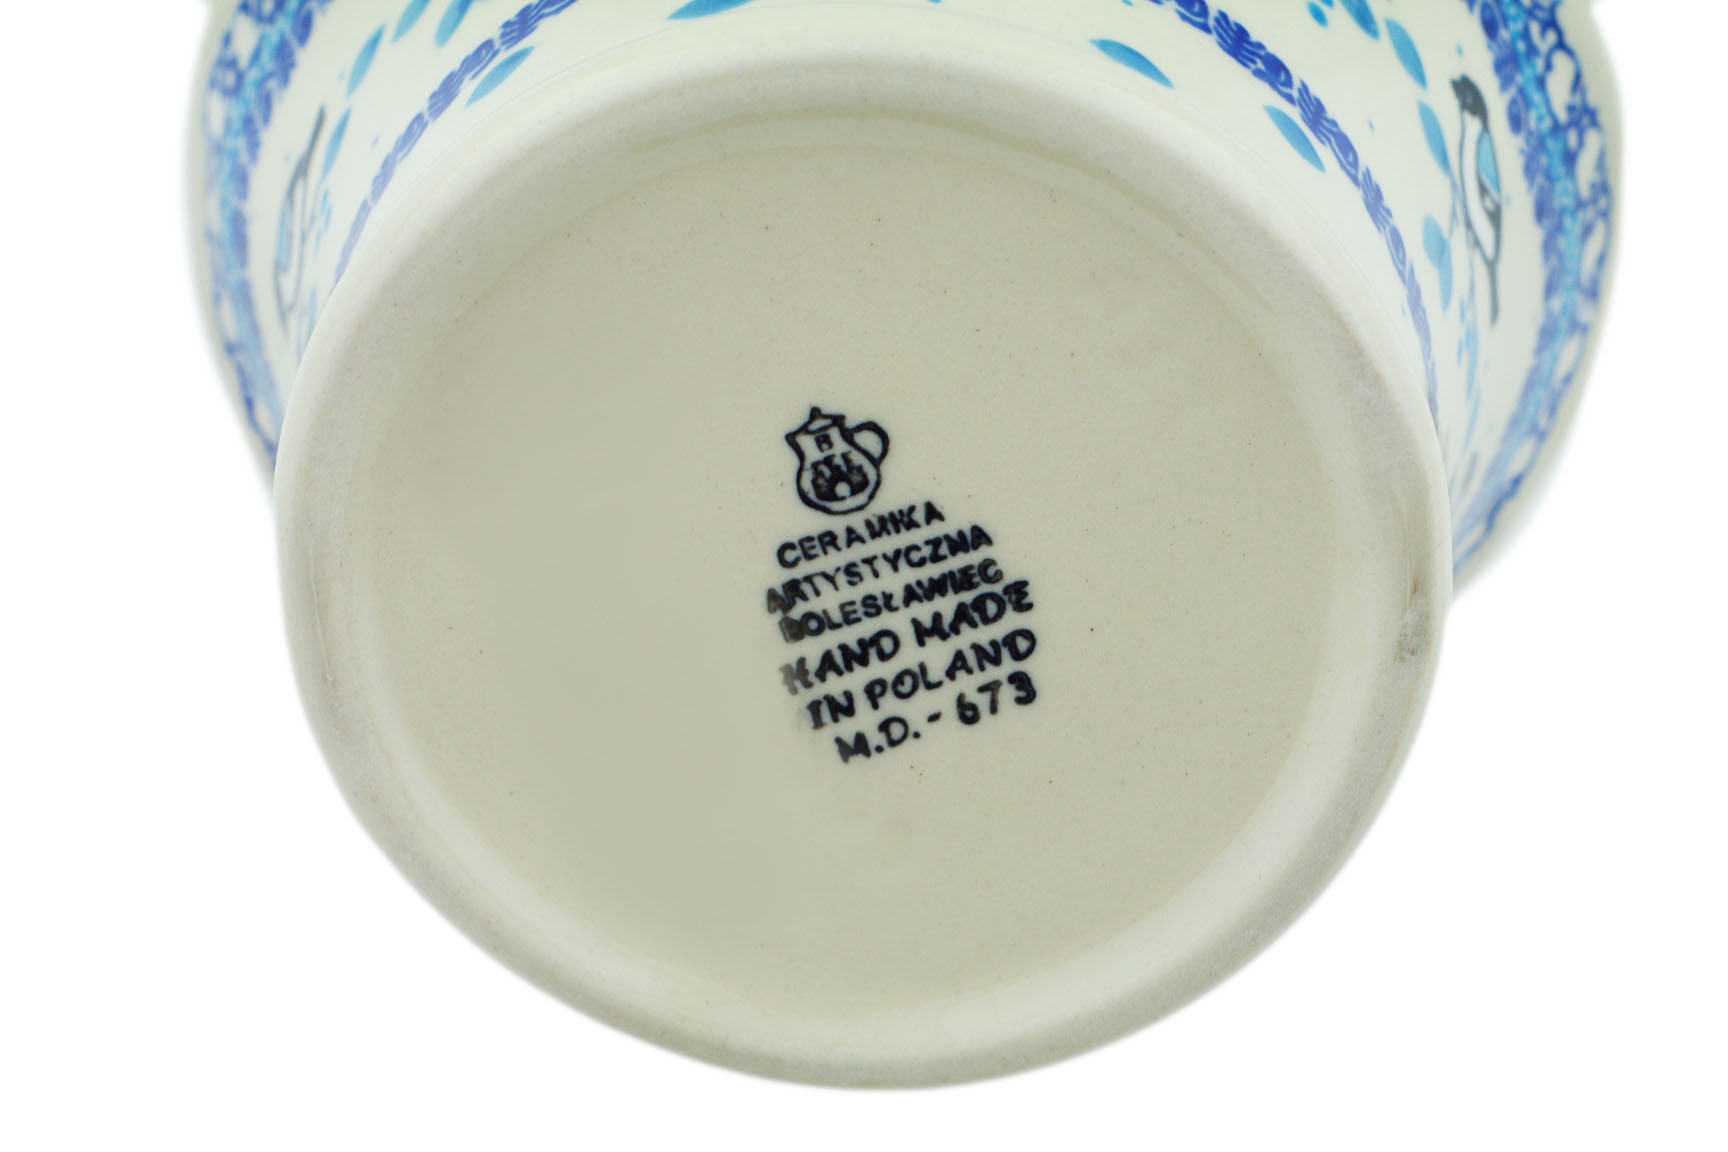 B
CERAMIKA
ARTYSTYCZNA
BOLESŁAWIEC
HAND MADE
IN POLAND
M.D.- 673